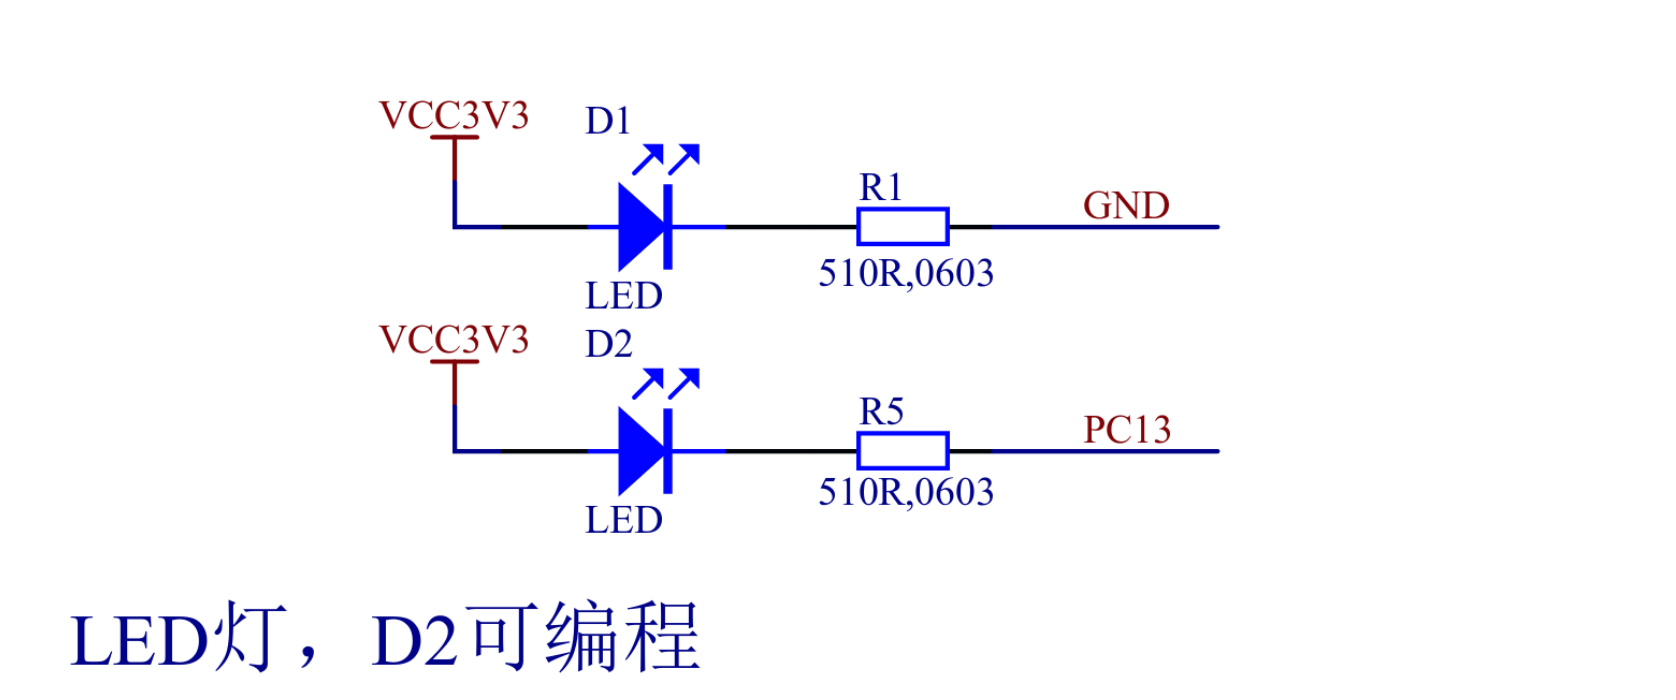 VCC3V3
D1
R1
GND
510R,0603
LED
VCC3V3
D2
R5
PC13
510R,0603
LED
LED灯，D2可编程